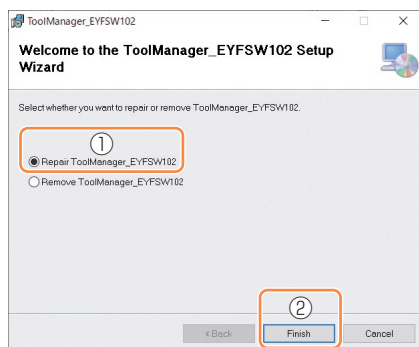 ToolManager_EYFSW102
Welcome to the ToolManager_EYFSW102 Setup
Wizard
Select whether you want to repair or remove ToolManager_EYFSW102.
①
Repair ToolManager_EYFSW102
Remove ToolManager_EYFSW102
②
< Back Finish Cancel